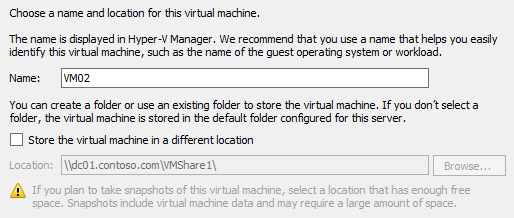 Choose a name and location for this virtual machine.
The name is displayed in Hyper-V Manager. We recommend that you use a name that helps you easily
identify this virtual machine, such as the name of the guest operating system or workload.
Name: VM02
You can create a folder or use an existing folder to store the virtual machine. If you don't select a
folder, the virtual machine is stored in the default folder configured for this server.
Store the virtual machine in a different location
Location: \\dc01.contoso.com\VMShare1\ Browse...
If you plan to take snapshots of this virtual machine, select a location that has enough free
space. Snapshots include virtual machine data and may require a large amount of space.